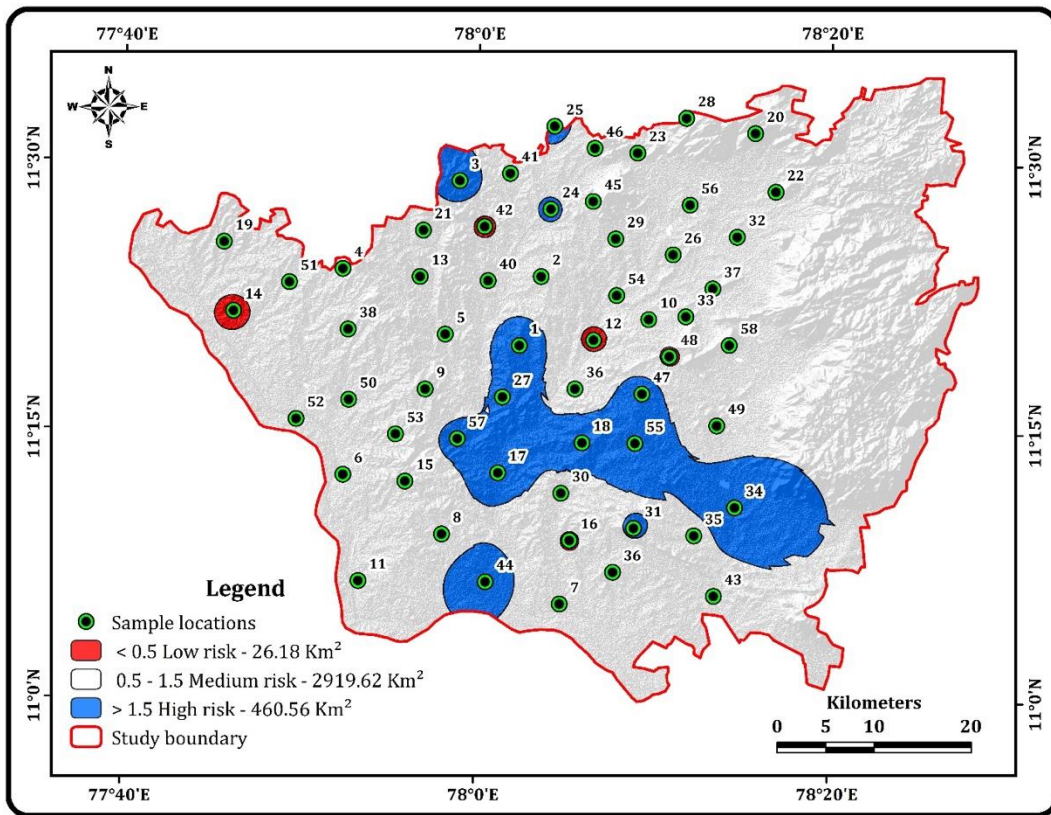 77°40'E 78°0'E 78°20'E
N
W E
S
11°30'N 11°30'N
28
25
20
46 23
41
3
22
24 45
56
42
21
19 29 32
4 26
51 13 40 2
37
54
14
10 33
38
5 12
1 58
48
9 36 47
27
50
52 49
11°15'N 11°15'N
53 57
18 55
6 15 17
30
34
31
8 16 35
36
11 44
43
7
Legend
Sample locations
< 0.5 Low risk - 26.18 Km²
0.5 - 1.5 Medium risk - 2919.62 Km²
> 1.5 High risk - 460.56 Km²
Study boundary
11°0'N 11°0'N
Kilometers
0 5 10 20
77°40'E 78°0'E 78°20'E